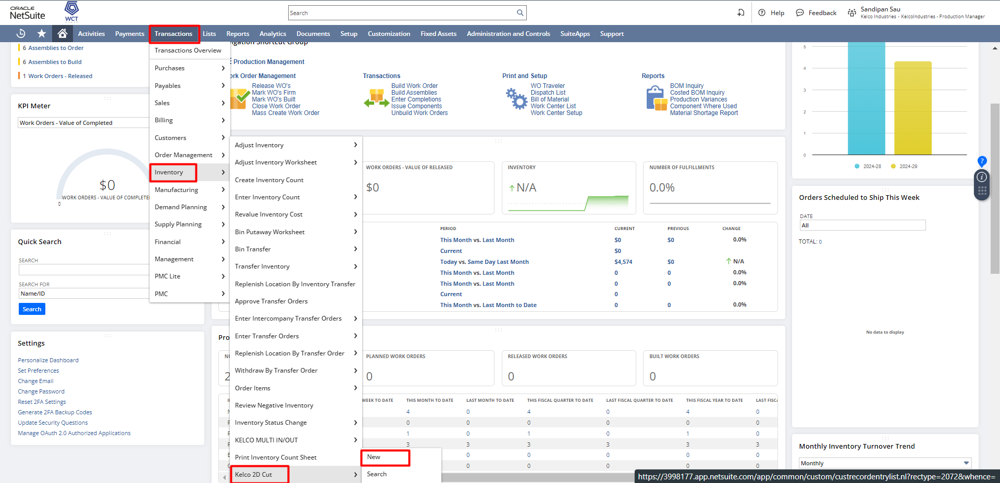 ORACLE
NetSuite
WCT
Search
Help
Feedback
Sandipan Sau
Kelco Industries - KelcoIndustries - Production Manager
Activities Payments Transactions Lists Reports Analytics Documents Setup Customization Fixed Assets Administration and Controls SuiteApps Support
6 Assemblies to Order
6 Assemblies to Build
1 Work Orders - Released
KPI Meter
Work Orders - Value of Completed
$0
WORK ORDERS - VALUE OF COMPLETE
0
Quick Search
SEARCH
SEARCH FOR
Name/ID
Search
Settings
Personalize Dashboard
Set Preferences
Change Email
Change Password
Reset 2FA Settings
Generate 2FA Backup Codes
Update Security Questions
Manage OAuth 2.0 Authorized Applications
Transactions Overview
Purchases
Payables
Sales
Billing
Customers
Order Management
Inventory
Manufacturing
Demand Planning
Supply Planning
Financial
Management
PMC Lite
PMC
Adjust Inventory
Adjust Inventory Worksheet
Create Inventory Count
Enter Inventory Count
Revalue Inventory Cost
Bin Putaway Worksheet
Bin Transfer
Transfer Inventory
Replenish Location By Inventory Transfer
Approve Transfer Orders
Enter Intercompany Transfer Orders
Enter Transfer Orders
Replenish Location By Transfer Order
Withdraw By Transfer Order
Order Items
Review Negative Inventory
Inventory Status Change
KELCO MULTI IN/OUT
Print Inventory Count Sheet
Kelco 2D Cut
New
Search
igation Shortcut Group
Production Management
ork Order Management
Release WO's
Mark WO's Firm
Mark WO's Built
Close Work Order
Mass Create Work Order
Transactions
Build Work Order
Build Assemblies
Enter Completions
Issue Components
Unbuild Work Orders
Print and Setup
WO Traveler
Dispatch List
Bill of Material
Work Center List
Work Center Setup
Reports
BOM Inquiry
Costed BOM Inquiry
Production Variances
Component Where Used
Material Shortage Report
WORK ORDERS - VALUE OF RELEASED
$0
INVENTORY
N/A
NUMBER OF FULFILLMENTS
0.0%
PERIOD CURRENT PREVIOUS CHANGE
This Month vs. Last Month $0 $0 0.0%
Current $0
Today vs. Same Day Last Month $4,574 $0 N/A
This Month vs. Last Month 0 0 0.0%
This Month vs. Last Month 0 0 0.0%
Current 0
This Month vs. Last Month to Date 0 0 0.0%
Pro
NU
2
PLANNED WORK ORDERS
0
RELEASED WORK ORDERS
0
BUILT WORK ORDERS
0
WEEK TO DATE THIS MONTH TO DATE LAST MONTH TO DATE THIS FISCAL QUARTER TO DATE LAST FISCAL QUARTER TO DATE THIS FISCAL YEAR TO DATE LAST FISC
4 0 4 0 4 0
0 0 0 0 0 0
1 0 1 0 1 0
3 3 3 3 3 3
0 0 0 0 0
0 0 0 0 0
5
4
3
2
1
0
2024-28 2024-29
?
i
Orders Scheduled to Ship This Week
DATE
All
TOTAL: 0
No data to display
Monthly Inventory Turnover Trend
Monthly
https://3998177.app.netsuite.com/app/common/custom/custrecordentrylist.nl?rectype=2072&whence=